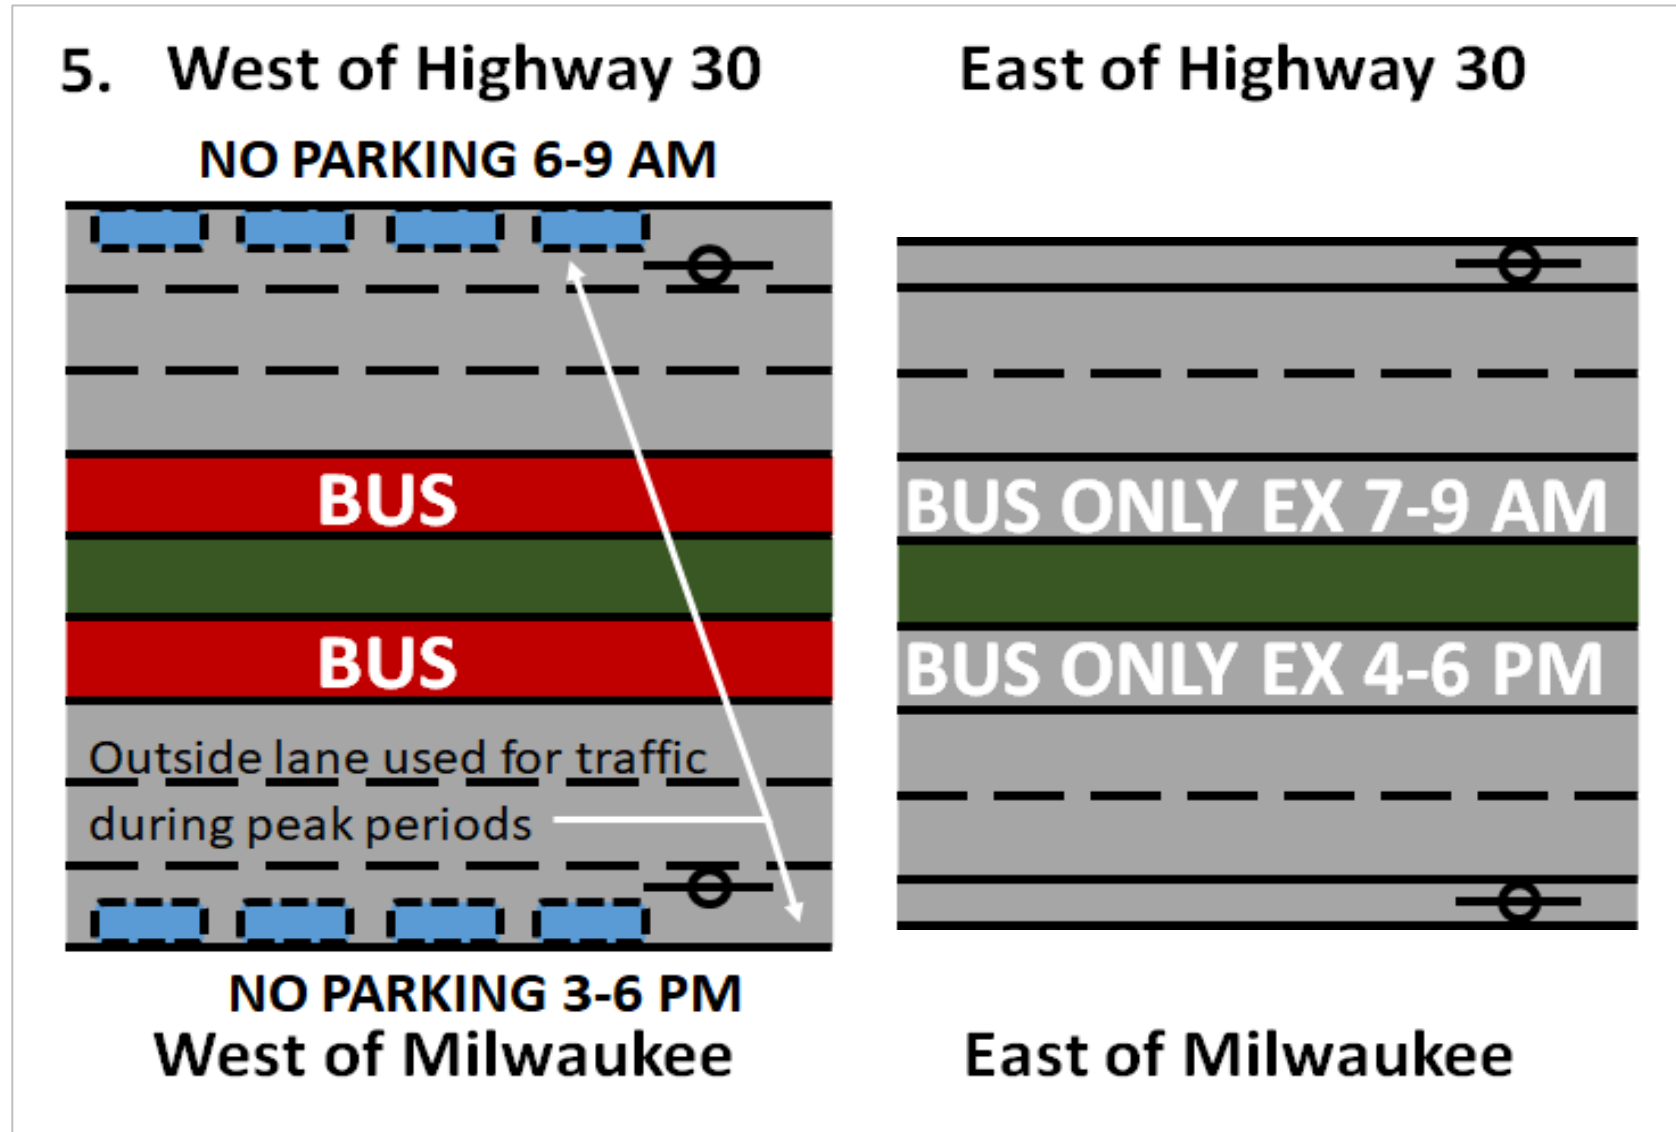 5. West of Highway 30
East of Highway 30
NO PARKING 6-9 AM
BUS
BUS
Outside lane used for traffic
during peak periods
NO PARKING 3-6 PM
West of Milwaukee
BUS ONLY EX 7-9 AM
BUS ONLY EX 4-6 PM
East of Milwaukee